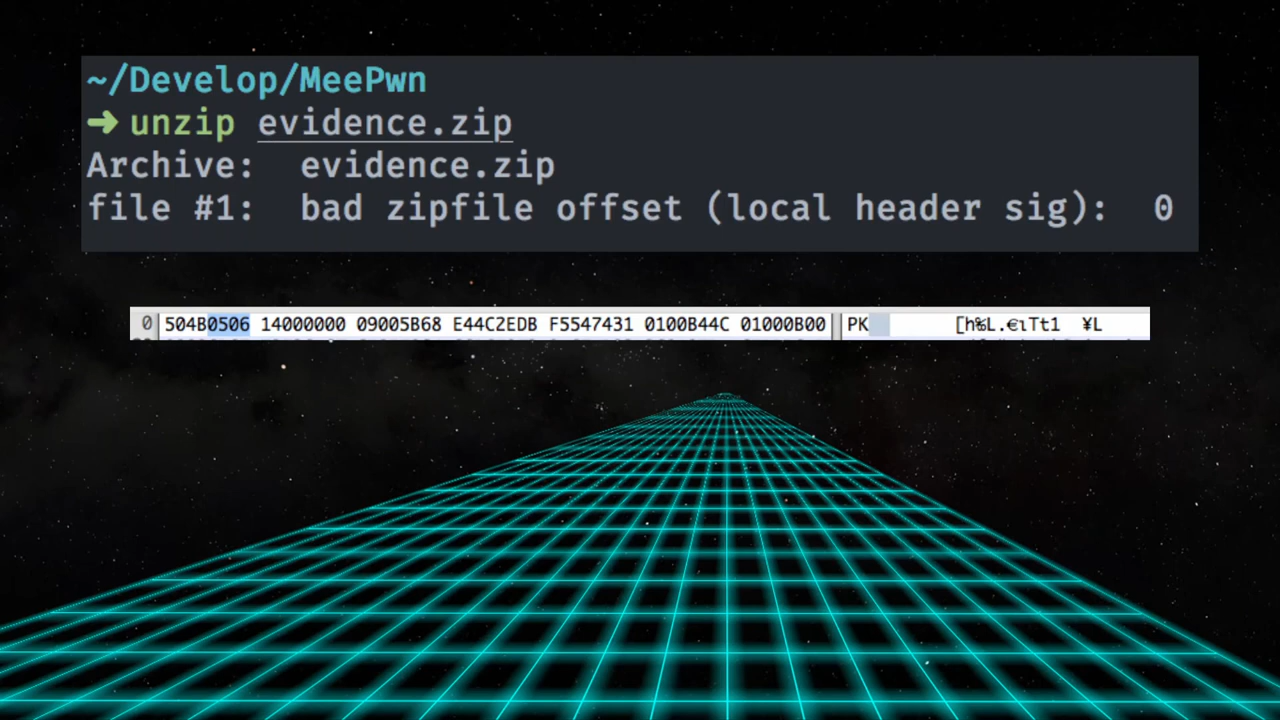 ~/Develop/MeePwn
➜ unzip evidence.zip
Archive:  evidence.zip
file #1:  bad zipfile offset (local header sig):  0
0 504B0506 14000000 09005B68 E44C2EDB F5547431 0100B44C 01000B00 PK [h‰L.€ıTt1 ¥L